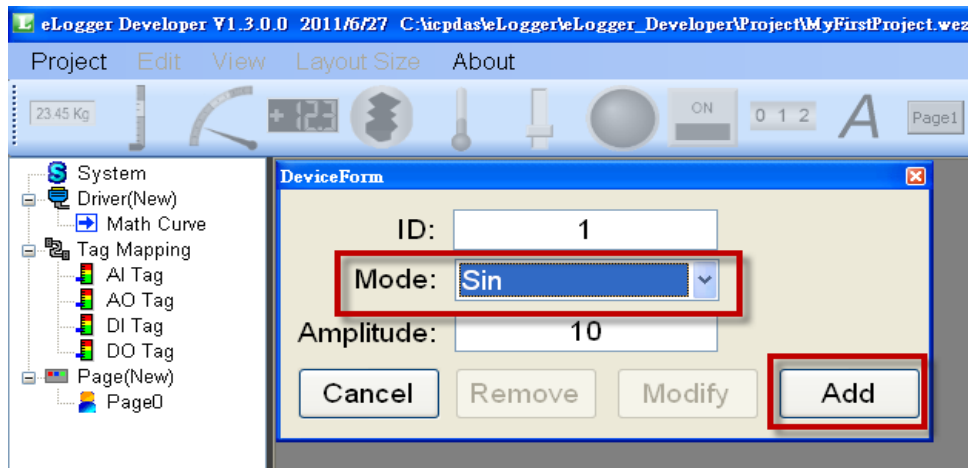 eLogger Developer V1.3.0.0 2011/6/27 C:\icpdas\eLogger\eLogger_Developer\Project\MyFirstProject.wez
Project Edit View Layout Size About
23.45 Kg +12.3 ON 0 1 2 A Page1
System
Driver(New)
Math Curve
Tag Mapping
AI Tag
AO Tag
DI Tag
DO Tag
Page(New)
Page0
DeviceForm
ID: 1
Mode: Sin
Amplitude: 10
Cancel Remove Modify Add